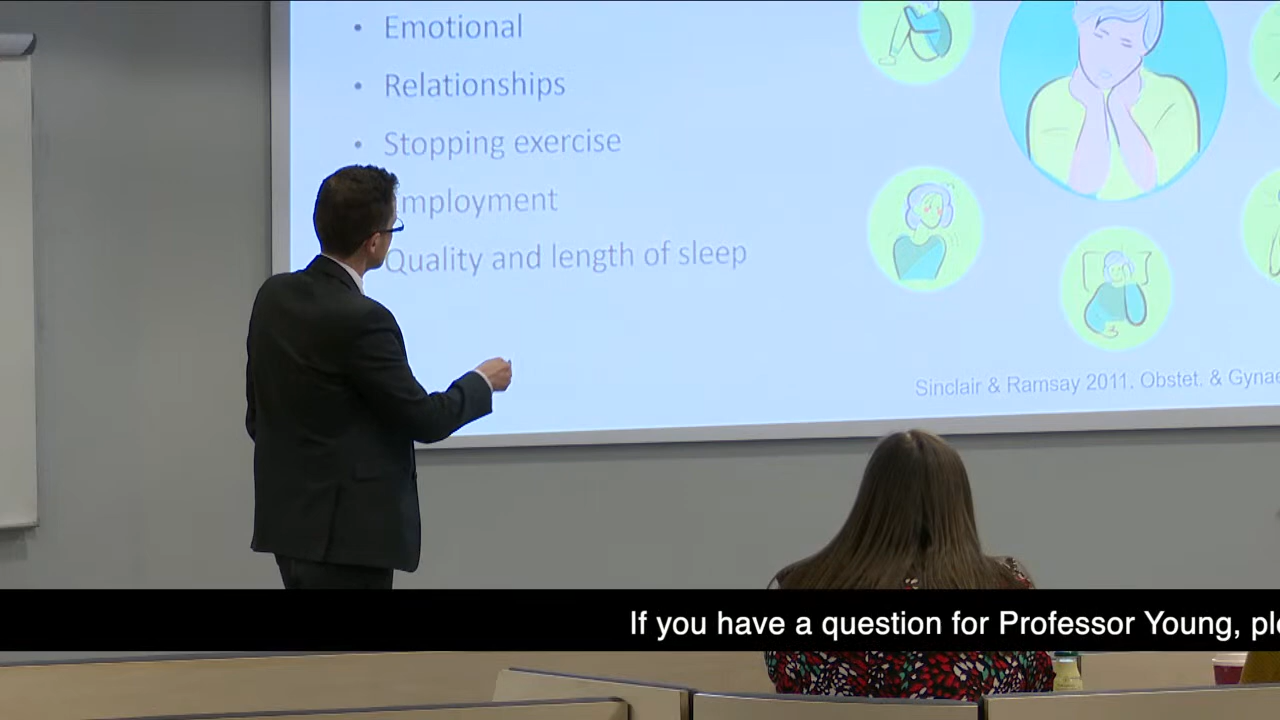 • Emotional
• Relationships
• Stopping exercise
mployment
Quality and length of sleep
Sinclair & Ramsay 2011. Obstet. & Gynae
If you have a question for Professor Young, ple